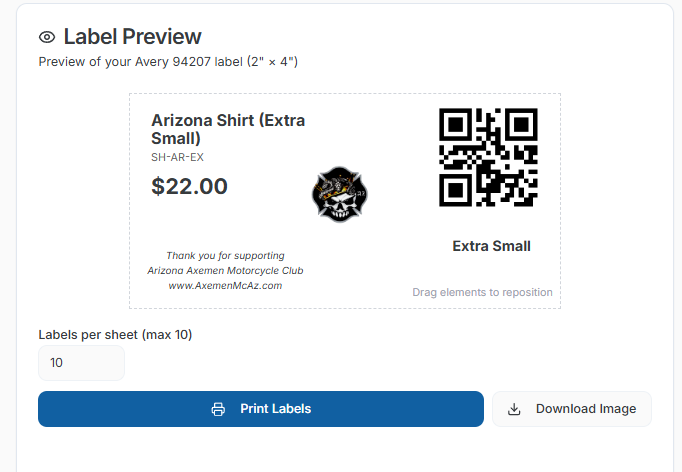 Label Preview
Preview of your Avery 94207 label (2" × 4")
Arizona Shirt (Extra
Small)
SH-AR-EX
$22.00
Thank you for supporting
Arizona Axemen Motorcycle Club
www.AxemenMcAz.com
Extra Small
Drag elements to reposition
Labels per sheet (max 10)
10
Print Labels
Download Image